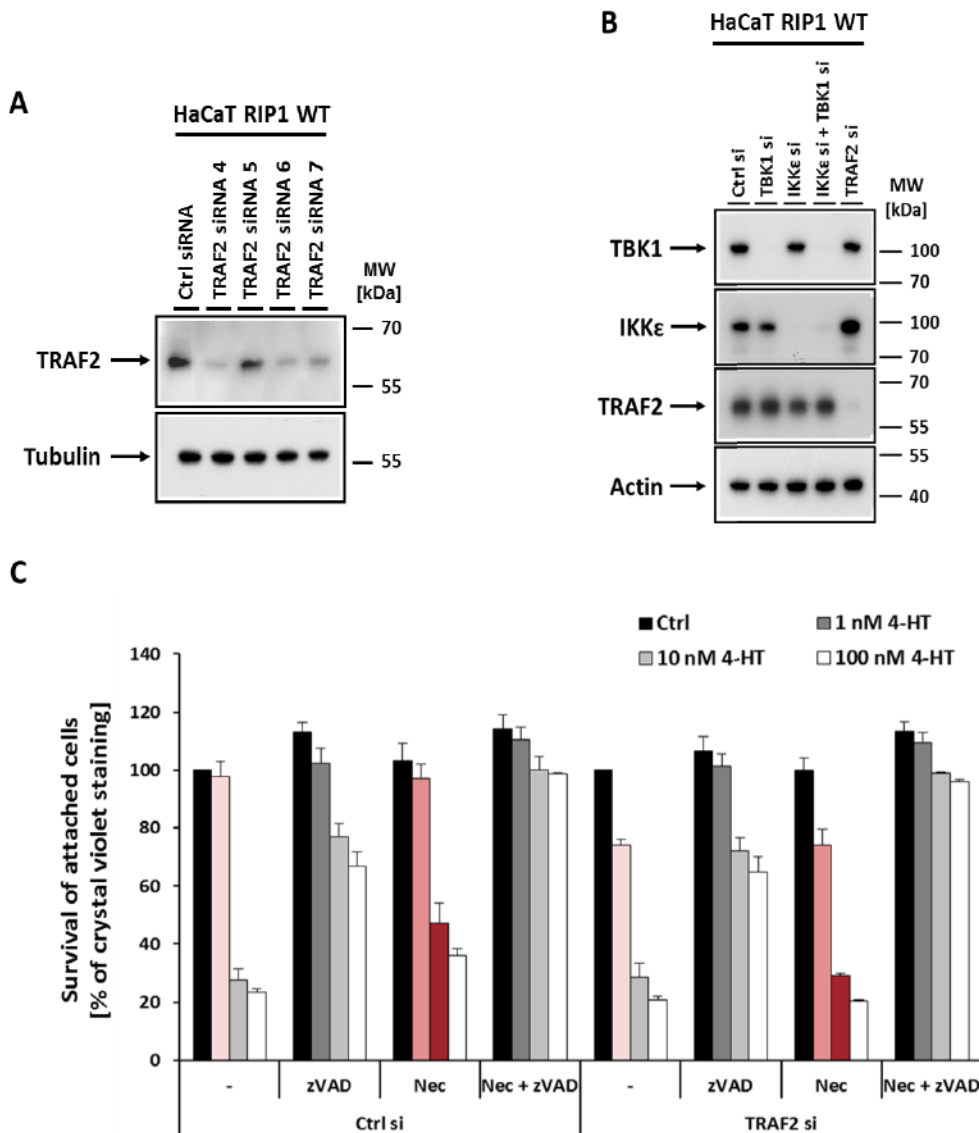 A
HaCaT RIP1 WT
Ctrl siRNA
TRAF2 siRNA 4
TRAF2 siRNA 5
TRAF2 siRNA 6
TRAF2 siRNA 7
MW
[kDa]
TRAF2
70
55
Tubulin
55
B
HaCaT RIP1 WT
Ctrl si
TBK1 si
IKKε si
IKKε si + TBK1 si
TRAF2 si
MW
[kDa]
TBK1
100
70
IKKε
100
70
TRAF2
70
55
Actin
55
40
C
Ctrl
1 nM 4-HT
10 nM 4-HT
100 nM 4-HT
Survival of attached cells
[% of crystal violet staining]
140
120
100
80
60
40
20
0
- zVAD Nec Nec + zVAD - zVAD Nec Nec + zVAD
Ctrl si TRAF2 si